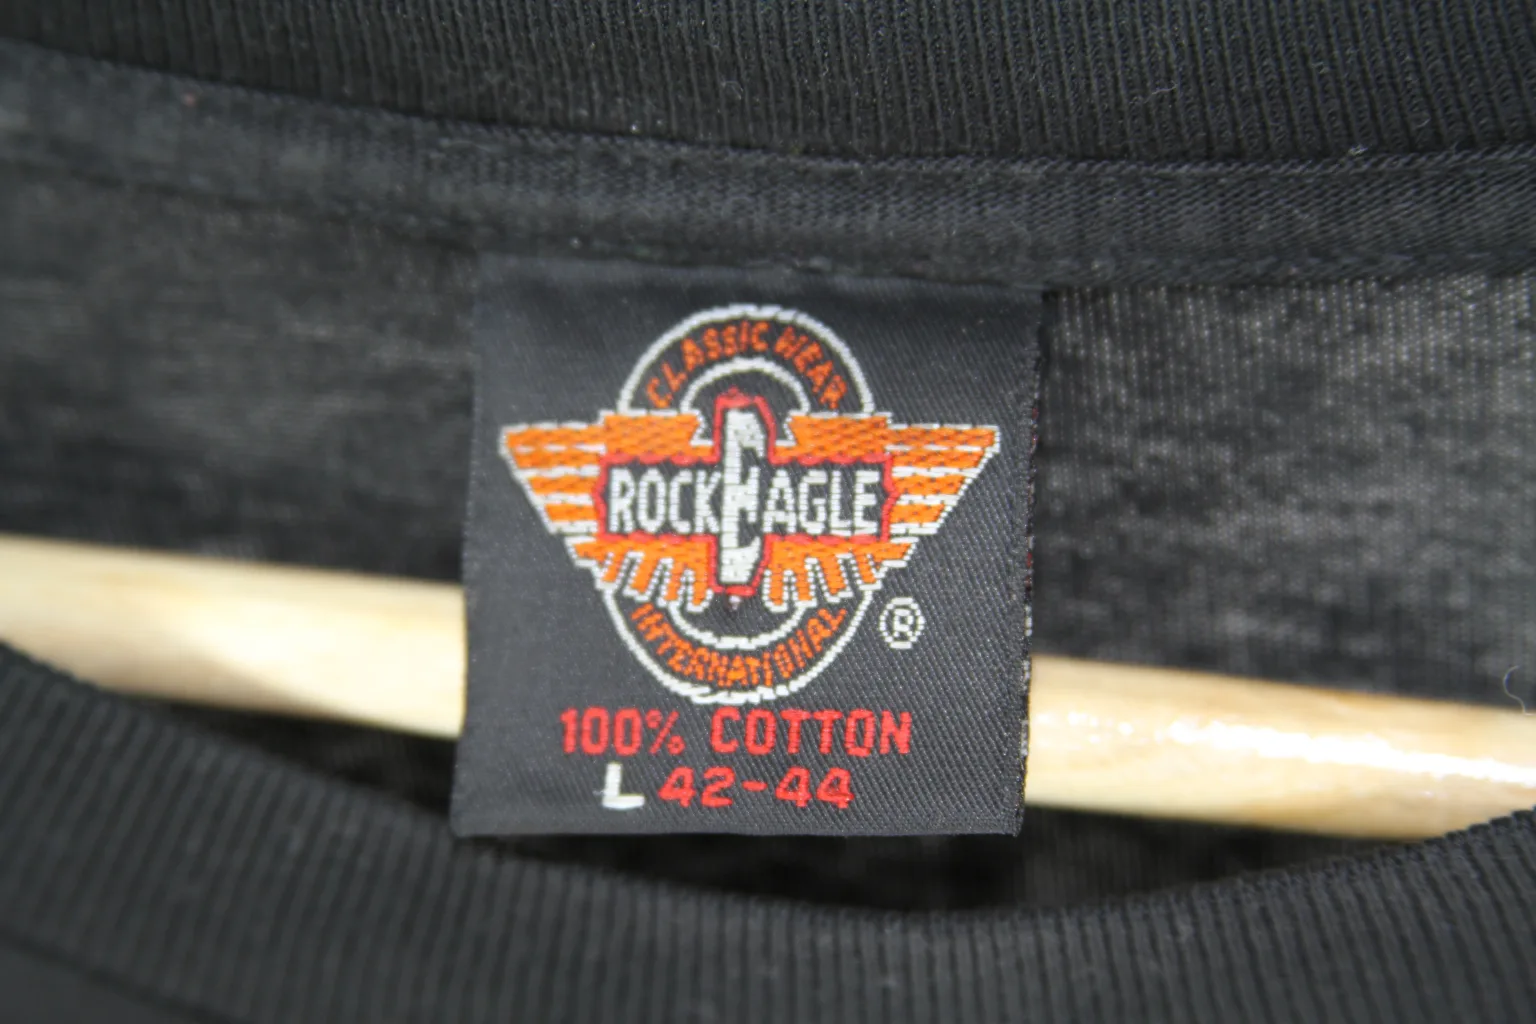 CLASSIC WEAR
ROCK EAGLE
INTERNATIONAL
®
100% COTTON
L 42-44